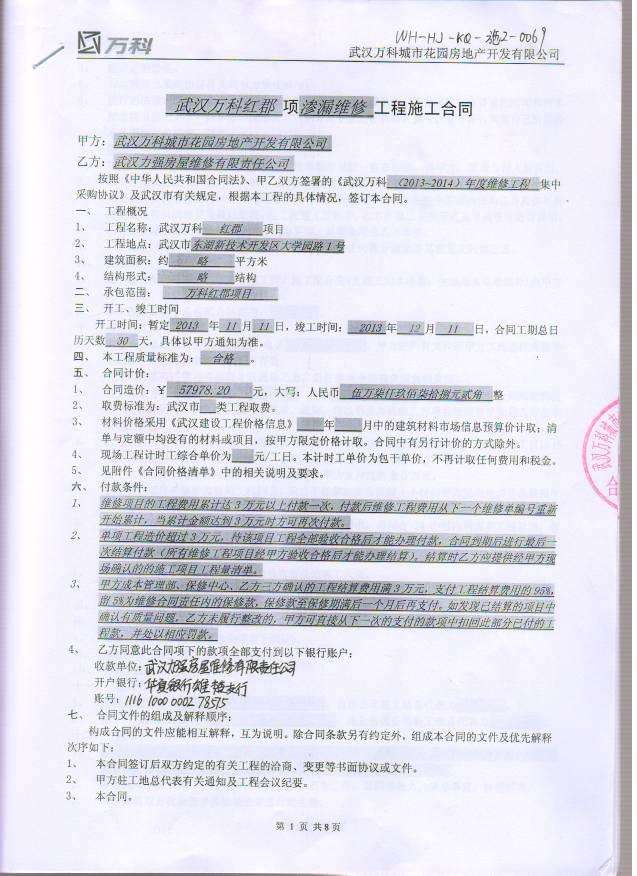 万科
WH-HJ-KQ-施2-0069
武汉万科城市花园房地产开发有限公司
武汉万科红郡 项 渗漏维修 工程施工合同
甲方：武汉万科城市花园房地产开发有限公司
乙方：武汉力强房屋维修有限责任公司
按照《中华人民共和国合同法》、甲乙双方签署的《武汉万科 （2013-2014）年度维修工程 集中
采购协议》及武汉市有关规定，根据本工程的具体情况，签订本合同。
一、 工程概况
1、 工程名称：武汉万科 红郡 项目
2、 工程地点：武汉市东湖新技术开发区大学园路1号
3、 建筑面积：约 略 平方米
4、 结构形式： 略 结构
二、 承包范围： 万科红郡项目
三、 开工、竣工时间
开工时间：暂定 2013 年 11 月 11 日，竣工时间： 2013 年 12 月 11 日，合同工期总日
历天数 30 天，具体以甲方通知为准。
四、 本工程质量标准为： 合格 。
五、 合同计价：
1、 合同造价：￥ 57978.20 元，大写：人民币 伍万柒仟玖佰柒拾捌元贰角 整
2、 取费标准为：武汉市 类工程取费。
3、 材料价格采用《武汉建设工程价格信息》 年 月中的建筑材料市场信息预算价计取；清
单与定额中均没有的材料或项目，按甲方限定价格计取。合同中有另行计价的方式除外。
4、 现场工程计时工综合单价为 元/工日。本计时工单价为包干单价，不再计取任何费用和税金。
5、 见附件《合同价格清单》中的相关说明及要求。
六、 付款条件：
1、 维修项目的工程费用累计达3万元以上付款一次，付款后维修工程费用从下一个维修单编号重新
开始累计，当累计金额达到3万元时方可再次付款。
2、 单项工程造价超过3万元，待该项目工程全部验收合格后才能办理付款，合同到期后进行最后一
次结算付款（所有维修工程项目经甲方验收合格后才能办理结算）。结算时乙方应提供经甲方现
场确认的的施工项目工程量清单。
3、 甲方成本管理部、保修中心、乙方三方确认的工程结算费用满3万元，支付工程结算费用的95%，
留5%为维修合同责任内的保修款，保修款至保修期满后一个月后再支付，如发现已结算的项目中
确认有质量问题，乙方未履行整改的，甲方可直接从下一次的支付的款项中扣回此部分已付的工
程款，并处以相应罚款。
4、 乙方同意此合同项下的款项全部支付到以下银行账户：
收款单位：武汉力强房屋维修有限责任公司
开户银行：华夏银行雄楚支行
账号：1116 1000 0002 78515
七、 合同文件的组成及解释顺序：
构成合同的文件应能相互解释，互为说明。除合同条款另有约定外，组成本合同的文件及优先解释
次序如下：
1、 本合同签订后双方约定的有关工程的洽商、变更等书面协议或文件。
2、 甲方驻工地总代表有关通知及工程会议纪要。
3、 本合同。
第 1 页 共 8 页